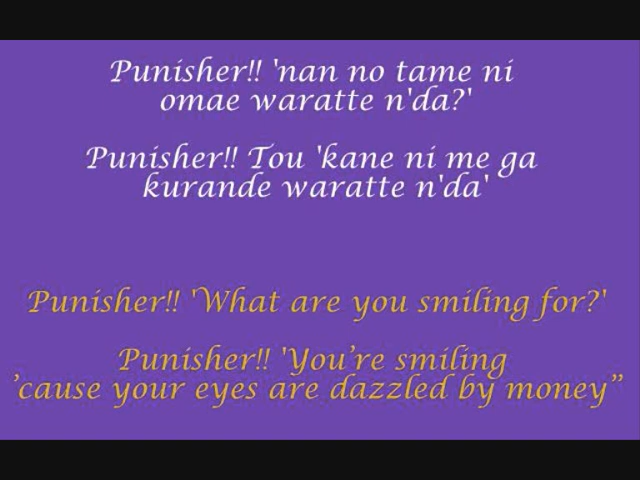 Punisher!! 'nan no tame ni
omae waratte n'da?'
Punisher!! Tou 'kane ni me ga
kurande waratte n'da'
Punisher!! 'What are you smiling for?'
Punisher!! 'You're smiling
'cause your eyes are dazzled by money"